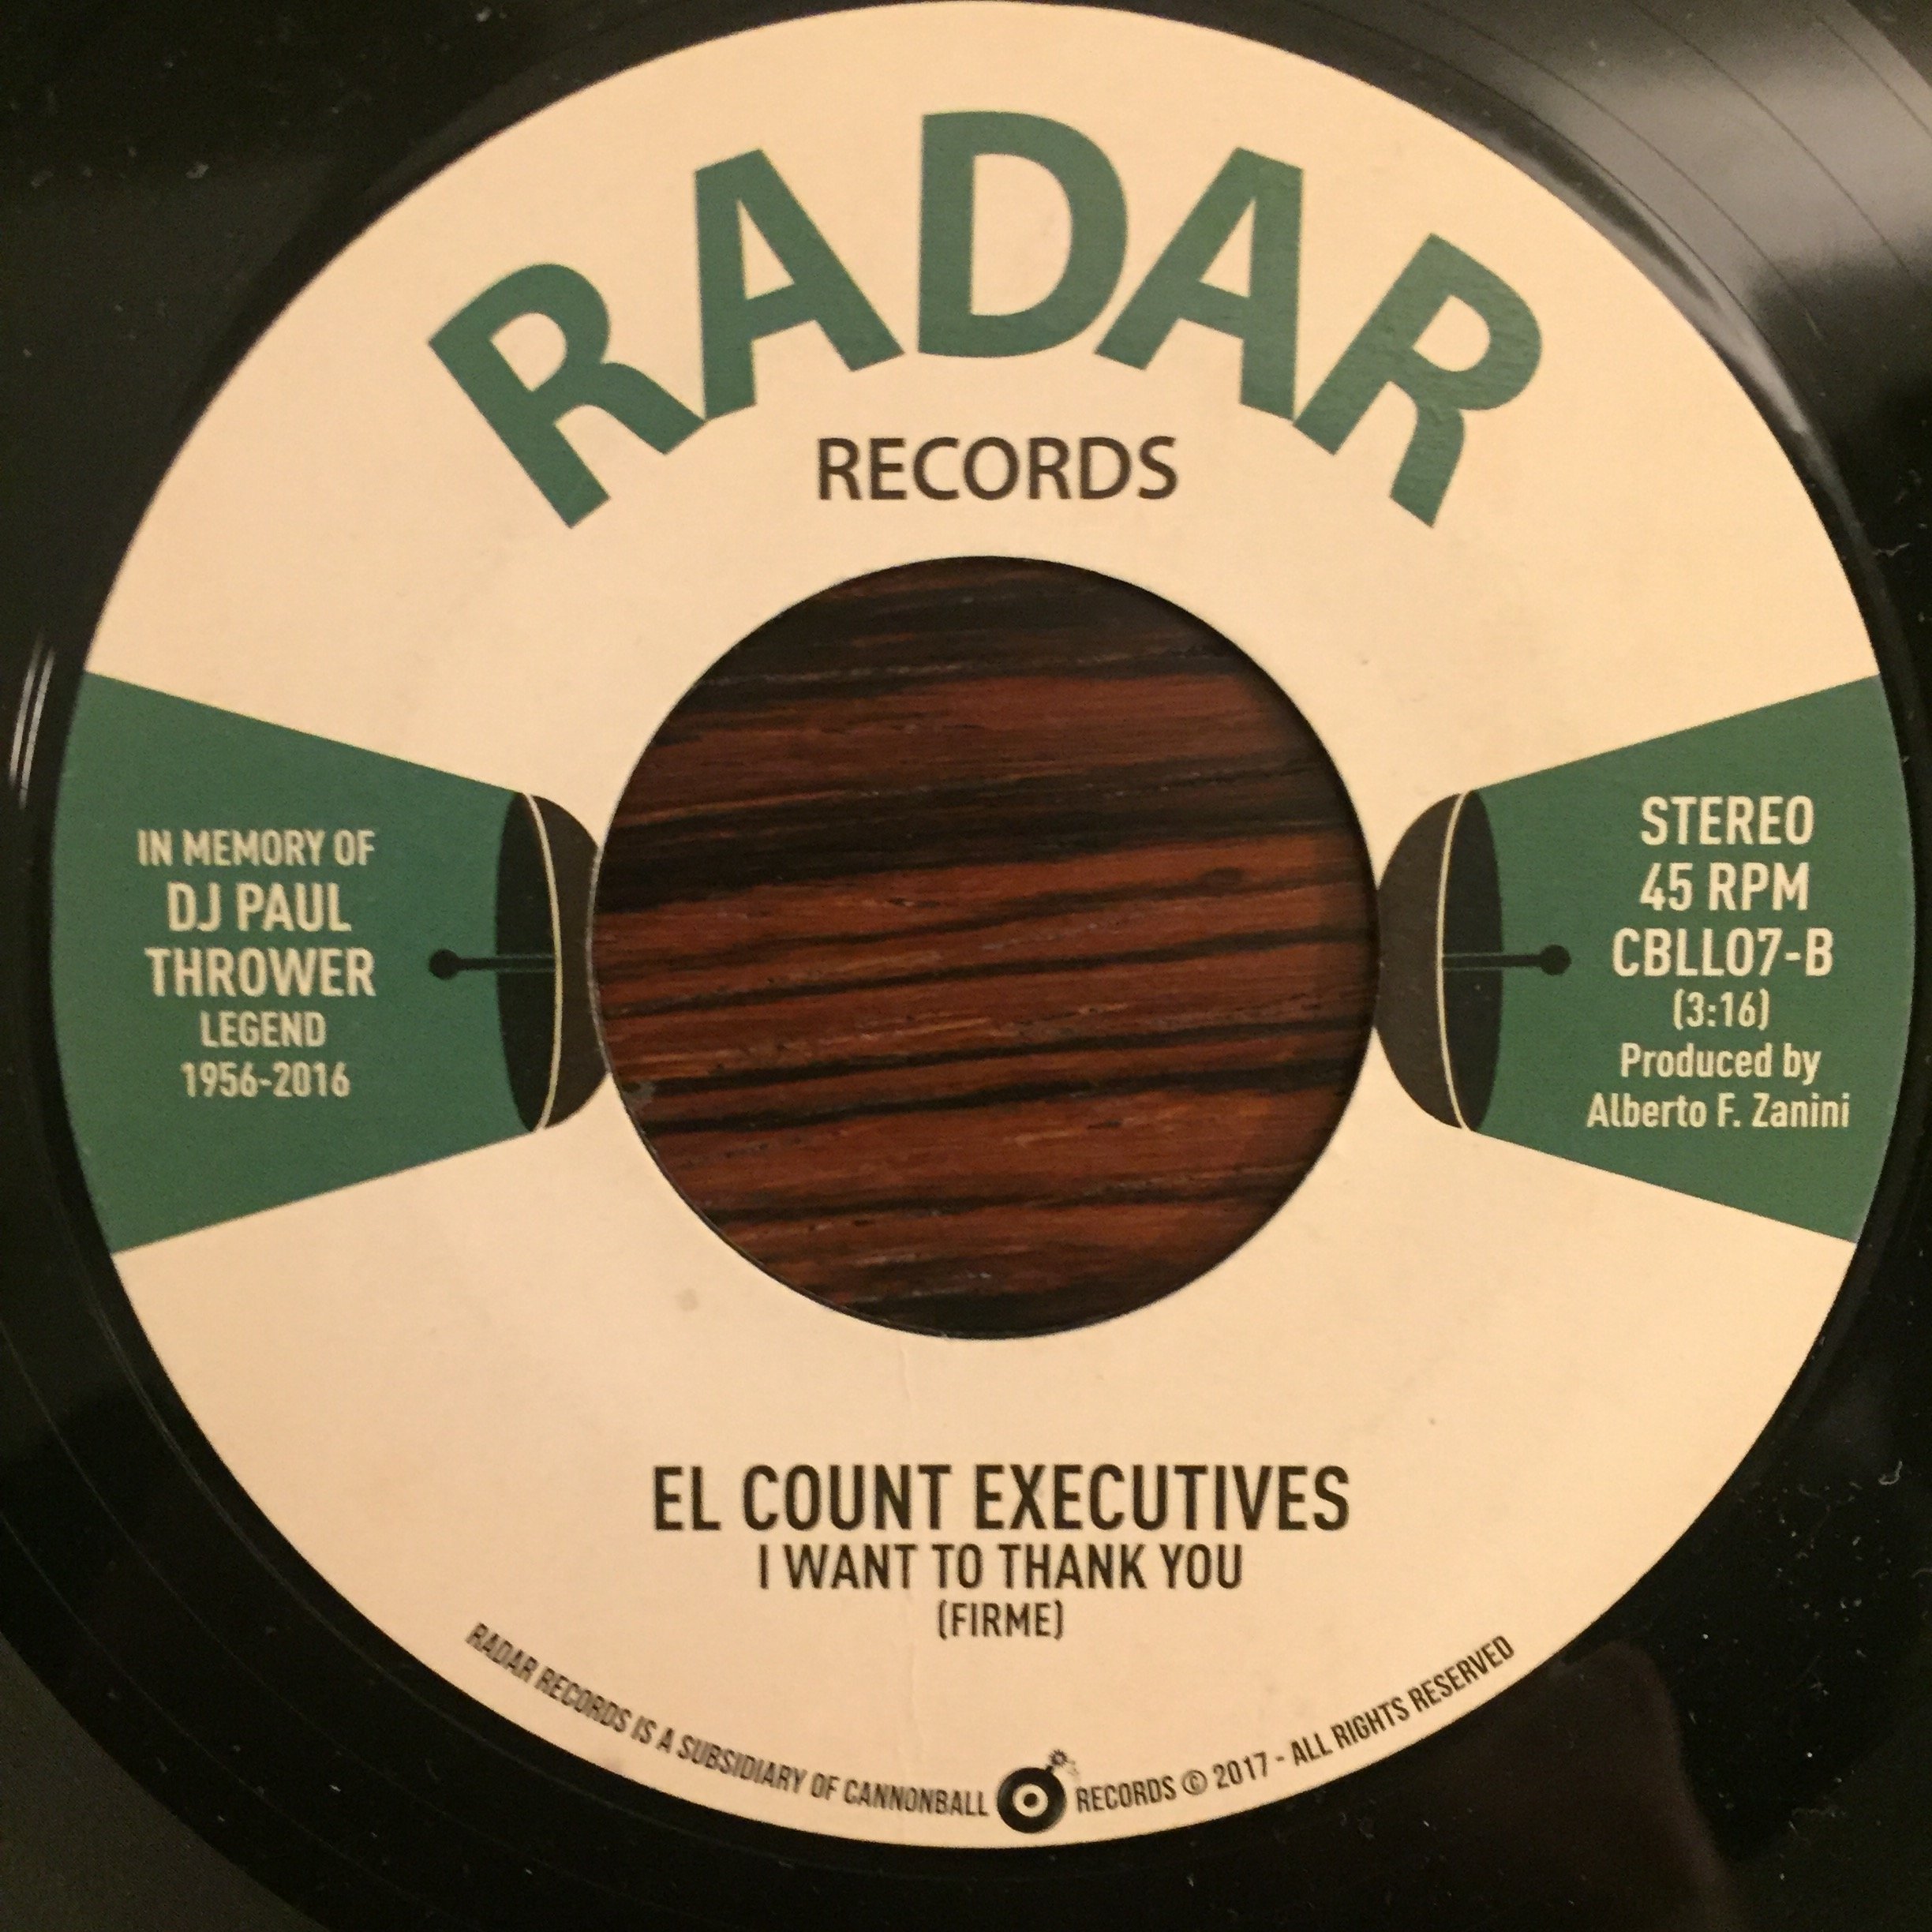 RADAR
RECORDS
IN MEMORY OF
DJ PAUL
THROWER
LEGEND
1956-2016
STEREO
45 RPM
CBLL07-B
(3:16)
Produced by
Alberto F. Zanini
EL COUNT EXECUTIVES
I WANT TO THANK YOU
(FIRME)
RADAR RECORDS IS A SUBSIDIARY OF CANNONBALL RECORDS © 2017 - ALL RIGHTS RESERVED